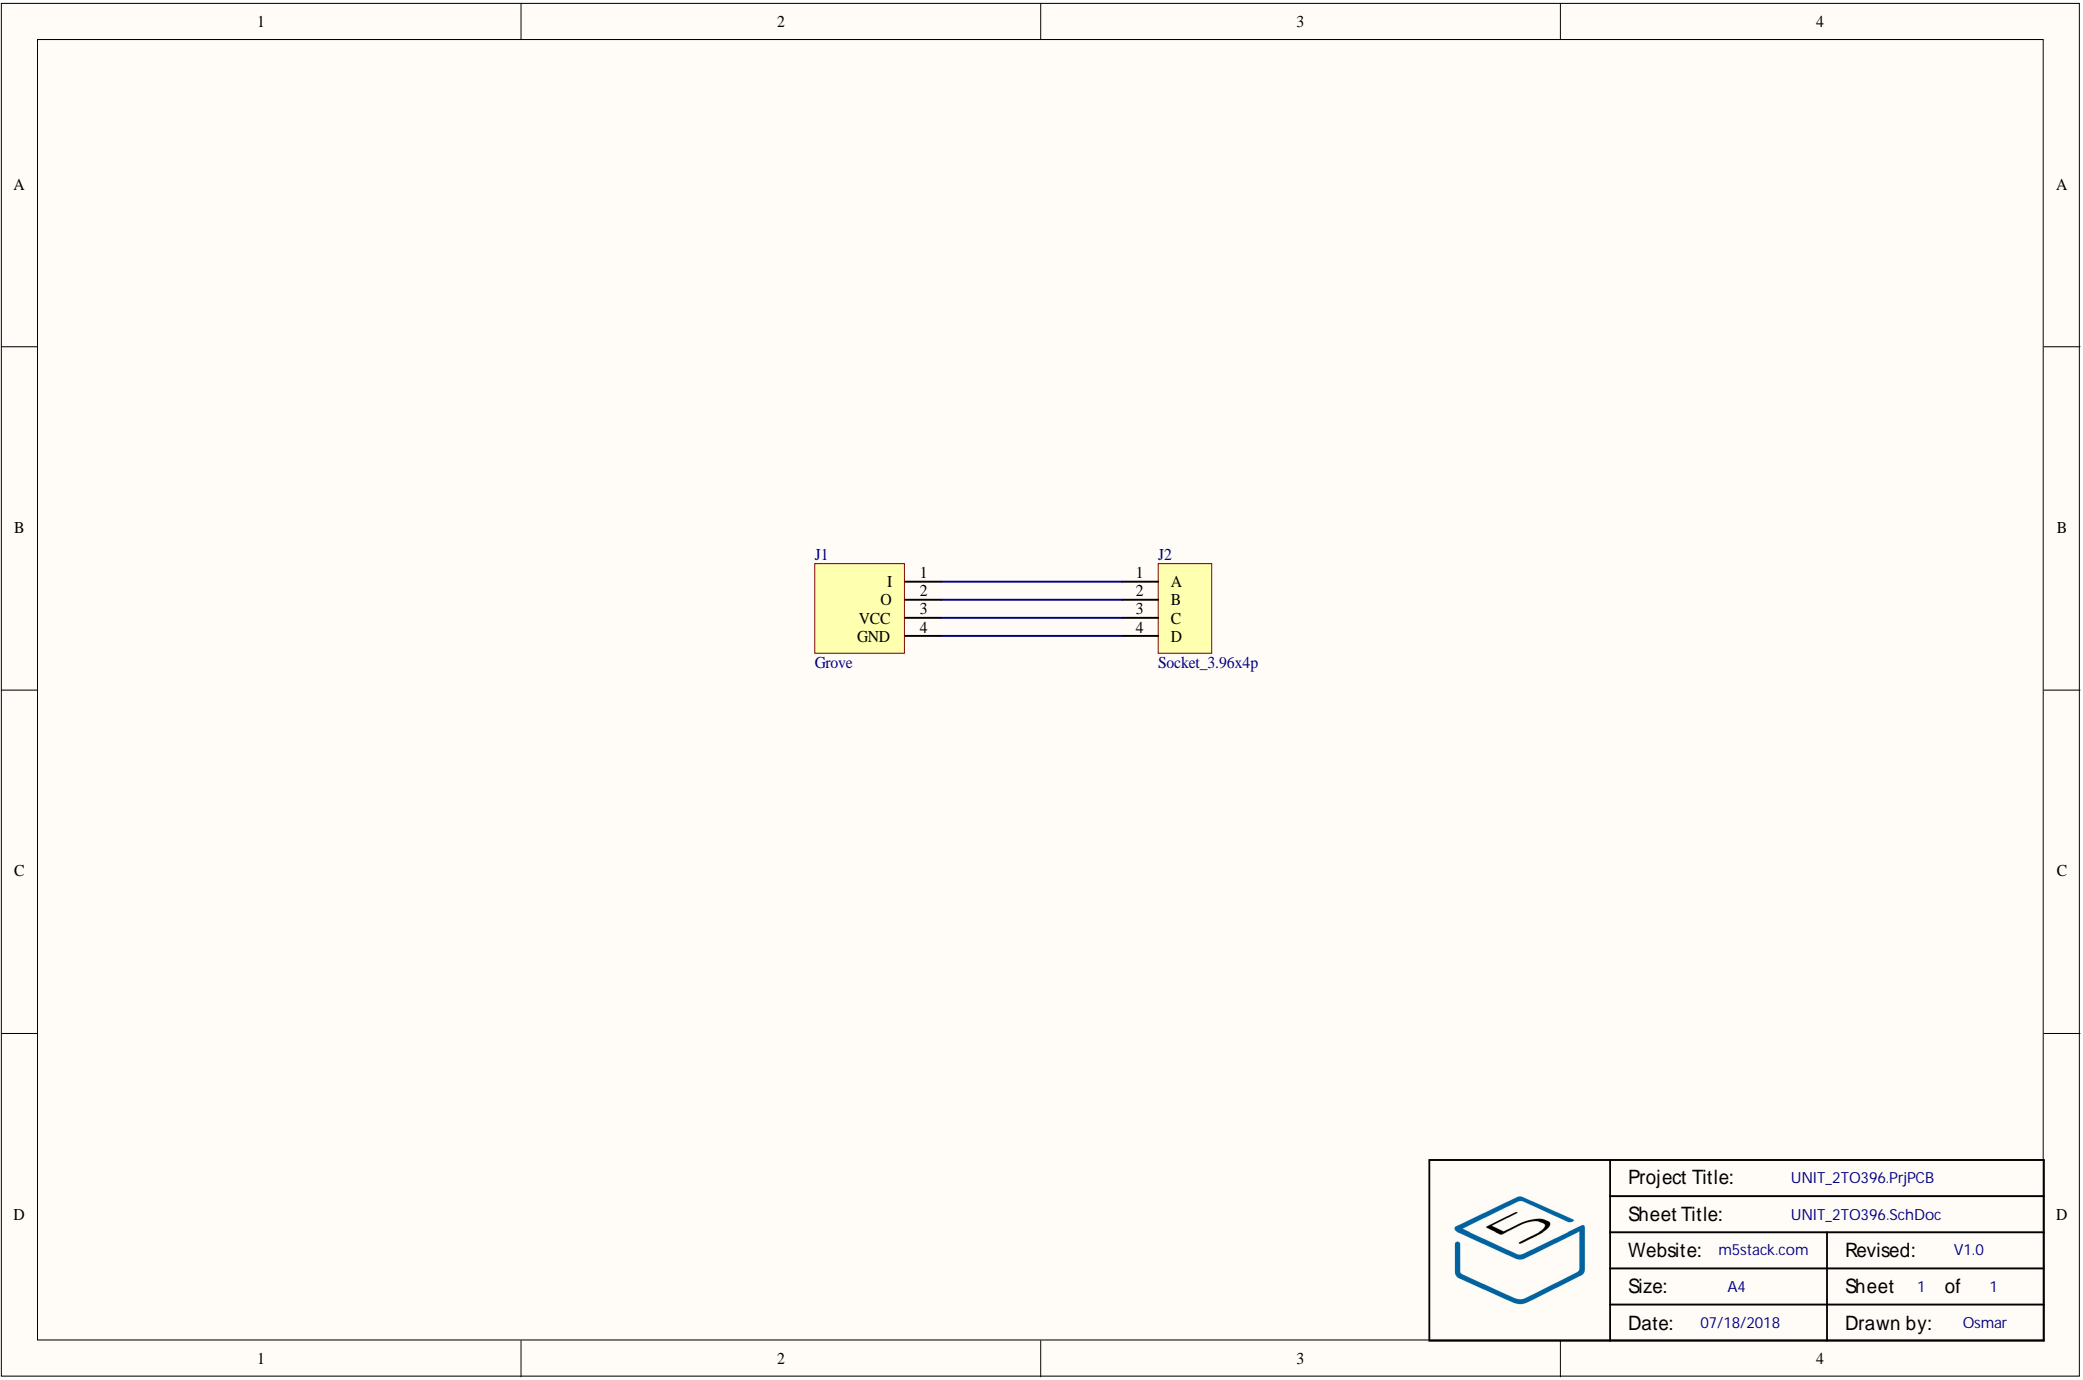 1 2 3 4
A A
J1 J2
I 1 1 A
B O 2 2 B B
VCC 3 3 C
GND 4 4 D
Grove Socket_3.96x4p
C C
Project Title: UNIT_2TO396.PrjPCB
D 5 Sheet Title: UNIT_2TO396.SchDoc D
Website: m5stack.com Revised: V1.0
Size: A4 Sheet 1 of 1
Date: 07/18/2018 Drawn by: Osmar
1 2 3 4